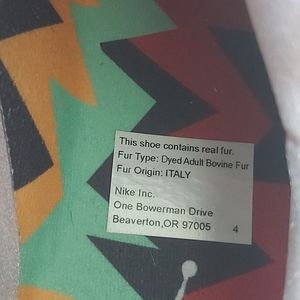 This shoe contains real fur.
Fur Type: Dyed Adult Bovine Fur
Fur Origin: ITALY
Nike Inc.
One Bowerman Drive
Beaverton,OR 97005 4